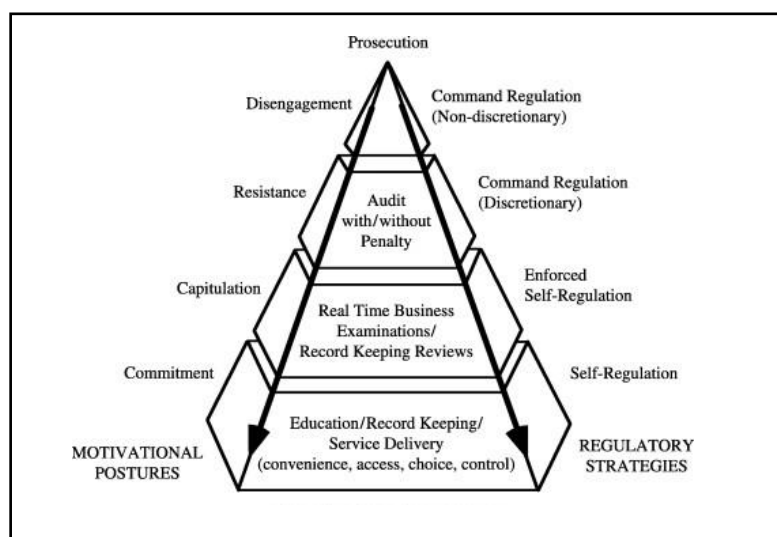 Prosecution
Disengagement
Command Regulation
(Non-discretionary)
Resistance
Audit
with/without
Penalty
Command Regulation
(Discretionary)
Capitulation
Real Time Business
Examinations/
Record Keeping Reviews
Enforced
Self-Regulation
Commitment
Self-Regulation
Education/Record Keeping/
Service Delivery
(convenience, access, choice, control)
MOTIVATIONAL
POSTURES
REGULATORY
STRATEGIES